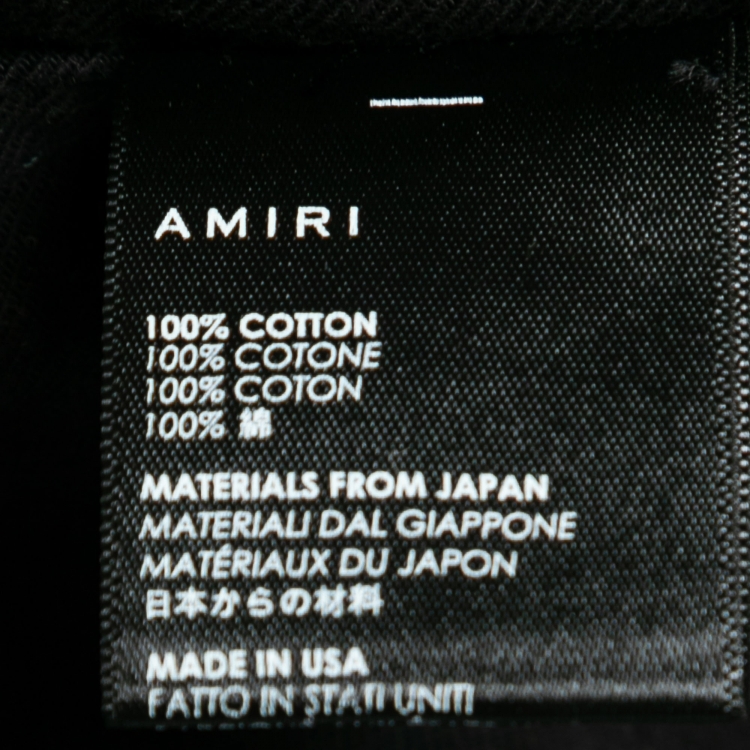 AMIRI
100% COTTON
100% COTONE
100% COTON
100% 綿
MATERIALS FROM JAPAN
MATERIALI DAL GIAPPONE
MATÉRIAUX DU JAPON
日本からの材料
MADE IN USA
FATTO IN STATI UNITI